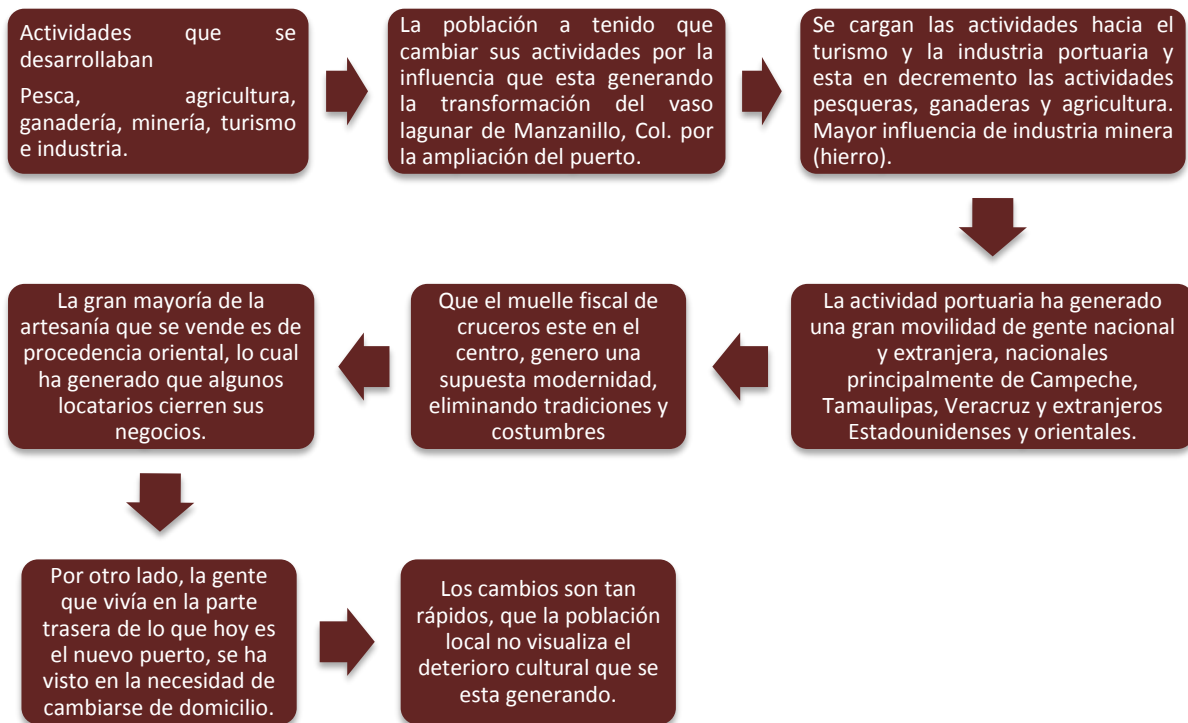 Actividades que se
desarrollaban
Pesca, agricultura,
ganadería, minería, turismo
e industria.
La población a tenido que
cambiar sus actividades por la
influencia que esta generando
la transformación del vaso
lagunar de Manzanillo, Col. por
la ampliación del puerto.
Se cargan las actividades hacia el
turismo y la industria portuaria y
esta en decremento las actividades
pesqueras, ganaderas y agricultura.
Mayor influencia de industria minera
(hierro).
La actividad portuaria ha generado
una gran movilidad de gente nacional
y extranjera, nacionales
principalmente de Campeche,
Tamaulipas, Veracruz y extranjeros
Estadounidenses y orientales.
Que el muelle fiscal de
cruceros este en el
centro, genero una
supuesta modernidad,
eliminando tradiciones y
costumbres
La gran mayoría de la
artesanía que se vende es de
procedencia oriental, lo cual
ha generado que algunos
locatarios cierren sus
negocios.
Por otro lado, la gente
que vivía en la parte
trasera de lo que hoy es
el nuevo puerto, se ha
visto en la necesidad de
cambiarse de domicilio.
Los cambios son tan
rápidos, que la población
local no visualiza el
deterioro cultural que se
esta generando.